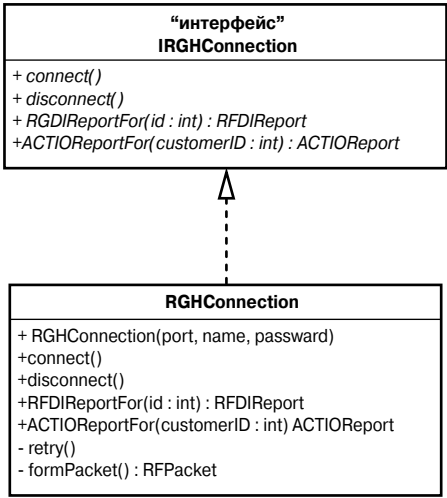 “интерфейс”
IRGHConnection
+ connect()
+ disconnect()
+ RGDIReportFor(id : int) : RFDIReport
+ACTIOReportFor(customerID : int) : ACTIOReport
RGHConnection
+ RGHConnection(port, name, passward)
+connect()
+disconnect()
+RFDIReportFor(id : int) : RFDIReport
+ACTIOReportFor(customerID : int) ACTIOReport
- retry()
- formPacket() : RFPacket